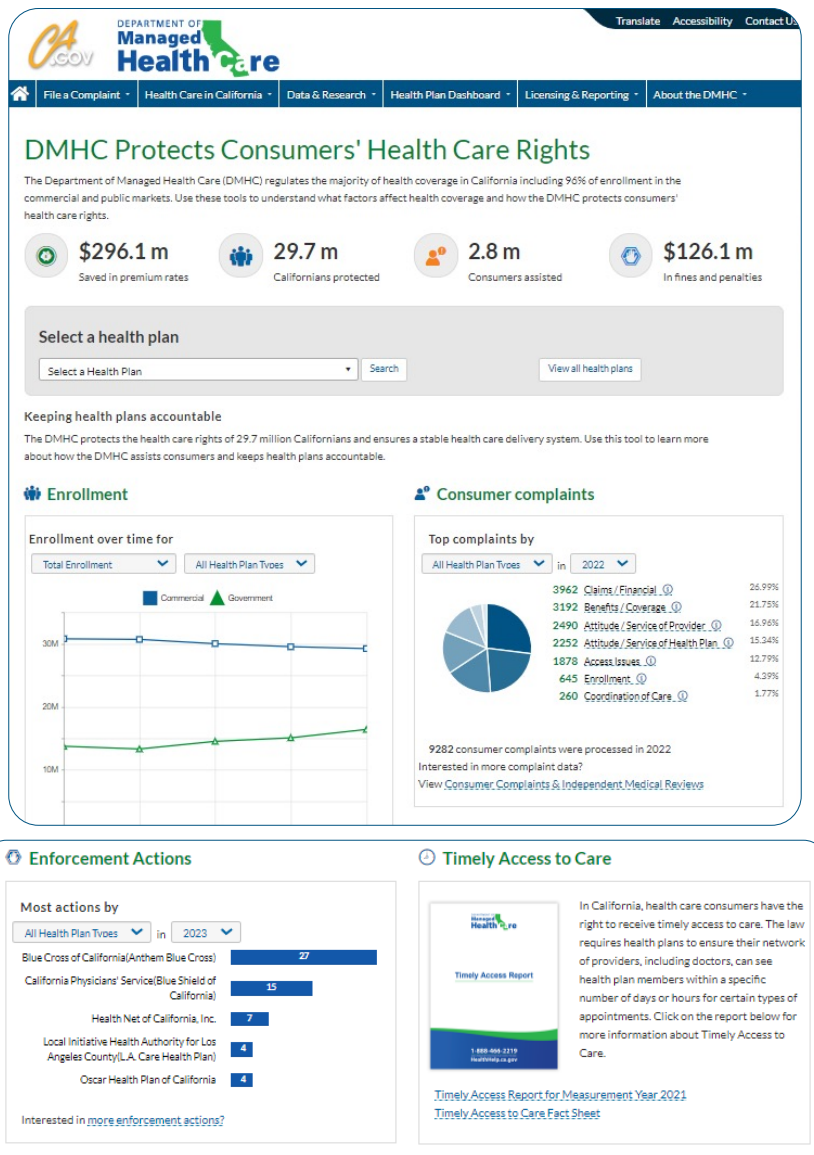 CA
.GOV
DEPARTMENT OF
Managed
Health Care
Translate Accessibility Contact Us
File a Complaint Health Care in California Data & Research Health Plan Dashboard Licensing & Reporting About the DMHC
DMHC Protects Consumers' Health Care Rights
The Department of Managed Health Care (DMHC) regulates the majority of health coverage in California including 96% of enrollment in the
commercial and public markets. Use these tools to understand what factors affect health coverage and how the DMHC protects consumers'
health care rights.
$296.1 m
Saved in premium rates
29.7 m
Californians protected
2.8 m
Consumers assisted
$126.1 m
In fines and penalties
Select a health plan
Select a Health Plan
Search
View all health plans
Keeping health plans accountable
The DMHC protects the health care rights of 29.7 million Californians and ensures a stable health care delivery system. Use this tool to learn more
about how the DMHC assists consumers and keeps health plans accountable.
Enrollment
Enrollment over time for
Total Enrollment All Health Plan Types
Commercial Government
30M
20M
10M
Consumer complaints
Top complaints by
All Health Plan Types in 2022
3962 Claims / Financial 26.99%
3192 Benefits / Coverage 21.75%
2490 Attitude / Service of Provider 16.96%
2252 Attitude / Service of Health Plan 15.34%
1878 Access Issues 12.79%
645 Enrollment 4.39%
260 Coordination of Care 1.77%
9282 consumer complaints were processed in 2022
Interested in more complaint data?
View Consumer Complaints & Independent Medical Reviews
Enforcement Actions
Most actions by
All Health Plan Types in 2023
Blue Cross of California(Anthem Blue Cross) 27
California Physicians' Service(Blue Shield of
California) 15
Health Net of California, Inc. 7
Local Initiative Health Authority for Los
Angeles County(L.A. Care Health Plan) 4
Oscar Health Plan of California 4
Interested in more enforcement actions?
Timely Access to Care
DEPARTMENT OF
Managed
Health Care
Timely Access Report
1-888-466-2219
HealthHelp.ca.gov
In California, health care consumers have the
right to receive timely access to care. The law
requires health plans to ensure their network
of providers, including doctors, can see
health plan members within a specific
number of days or hours for certain types of
appointments. Click on the report below for
more information about Timely Access to
Care.
Timely Access Report for Measurement Year 2021
Timely Access to Care Fact Sheet